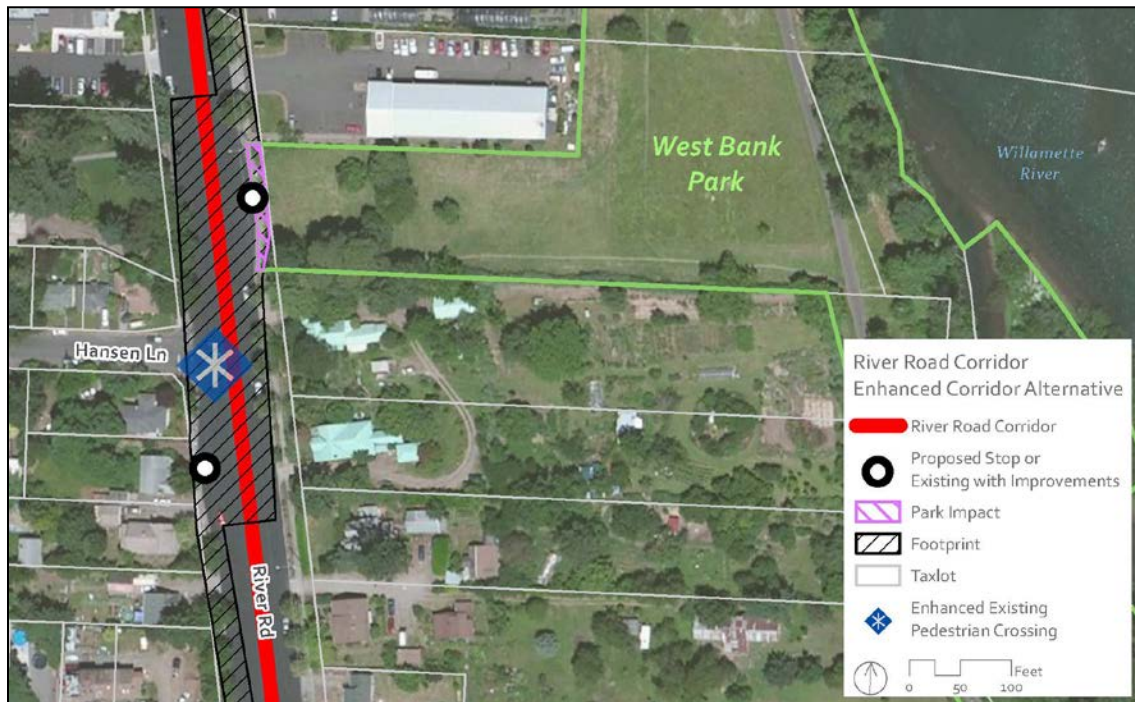 West Bank
Park
Willamette
River
Hansen Ln
River Rd
River Road Corridor
Enhanced Corridor Alternative
River Road Corridor
Proposed Stop or
Existing with Improvements
Park Impact
Footprint
Taxlot
Enhanced Existing
Pedestrian Crossing
Feet
0 50 100